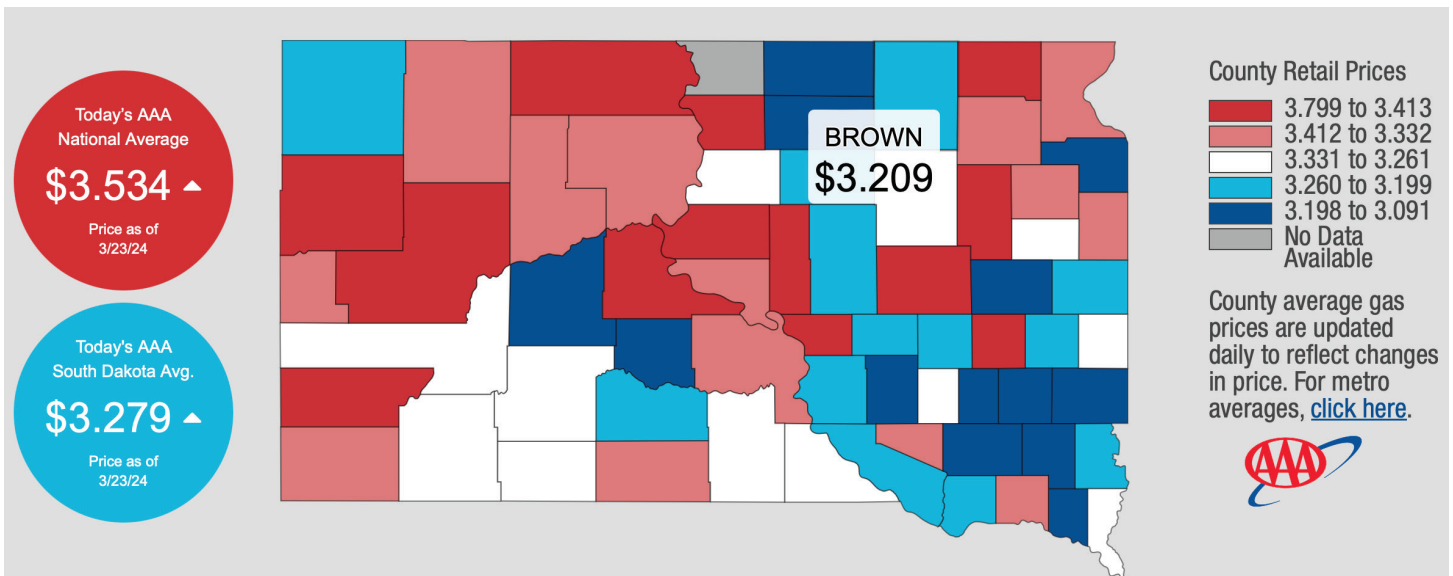 Today's AAA
National Average
$3.534
Price as of
3/23/24
Today's AAA
South Dakota Avg.
$3.279
Price as of
3/23/24
BROWN
$3.209
County Retail Prices
3.799 to 3.413
3.412 to 3.332
3.331 to 3.261
3.260 to 3.199
3.198 to 3.091
No Data
Available
County average gas
prices are updated
daily to reflect changes
in price. For metro
averages, click here.
AAA